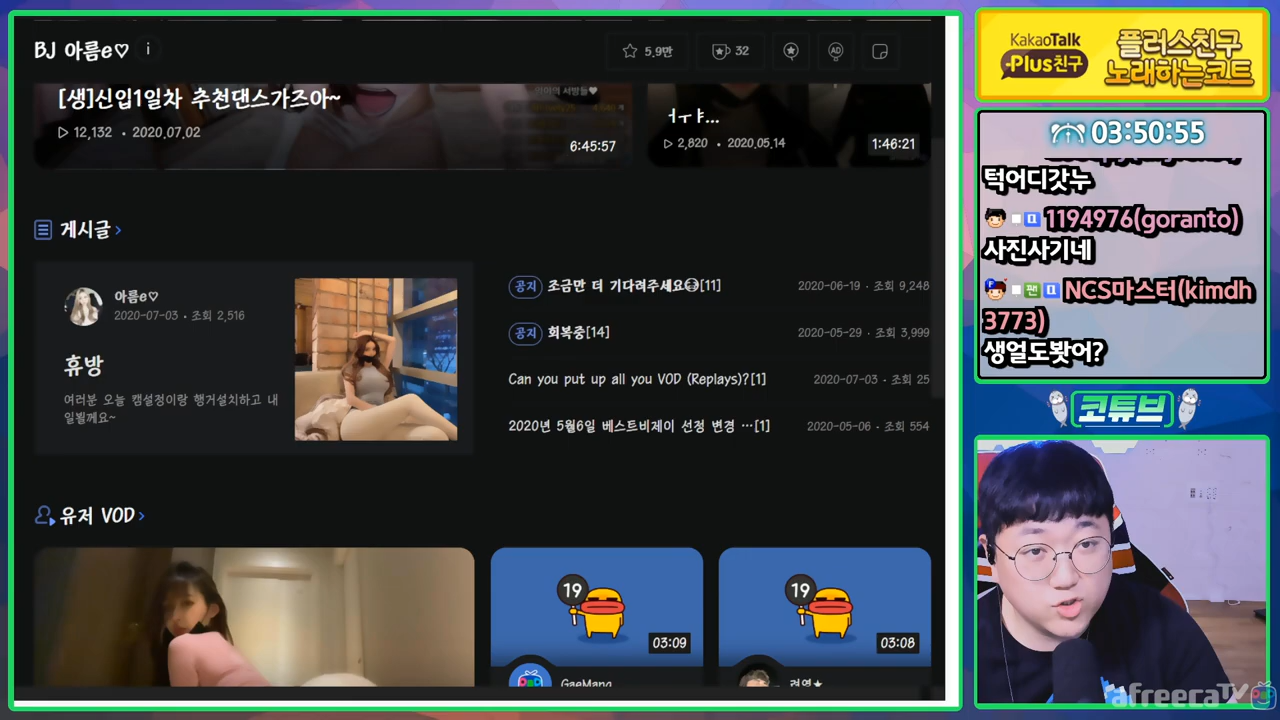 BJ 아름e♡ i
5.9만
32
AD
[생]신입1일차 추천댄스가즈아~
12,132 • 2020.07.02
6:45:57
ㅓㅜㅑ...
2,820 • 2020.05.14
1:46:21
게시글 >
아름e♡
2020-07-03 • 조회 2,516
휴방
여러분 오늘 캠설정이랑 행거설치하고 내
일뵐께요~
공지 조금만 더 기다려주세요😷[11] 2020-06-19 · 조회 9,248
공지 회복중[14] 2020-05-29 · 조회 3,999
Can you put up all you VOD (Replays)?[1] 2020-07-03 · 조회 25
2020년 5월6일 베스트비제이 선정 변경 …[1] 2020-05-06 · 조회 554
유저 VOD >
19
03:09
GaeMang
19
03:08
KakaoTalk
Plus친구
플러스친구
노래하는코트
03:50:55
턱어디갓누
1194976(goranto)
사진사기네
F 팬 NCS마스터(kimdh
3773)
생얼도봣어?
코튜브
afreecaTV